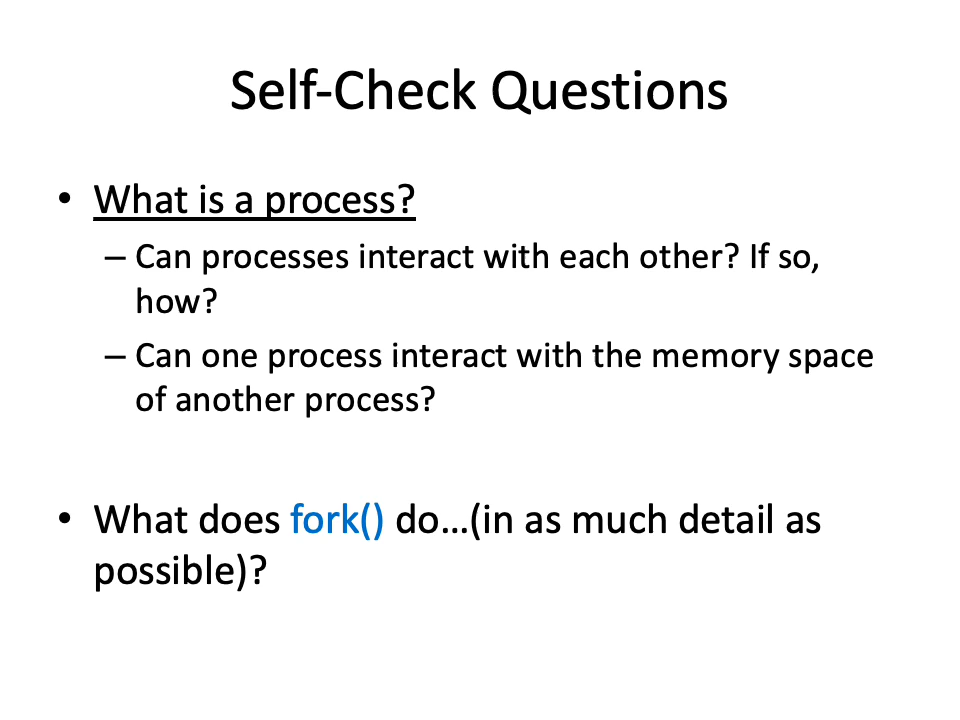 Self-Check Questions
• What is a process?
– Can processes interact with each other? If so,
how?
– Can one process interact with the memory space
of another process?
• What does fork() do…(in as much detail as
possible)?